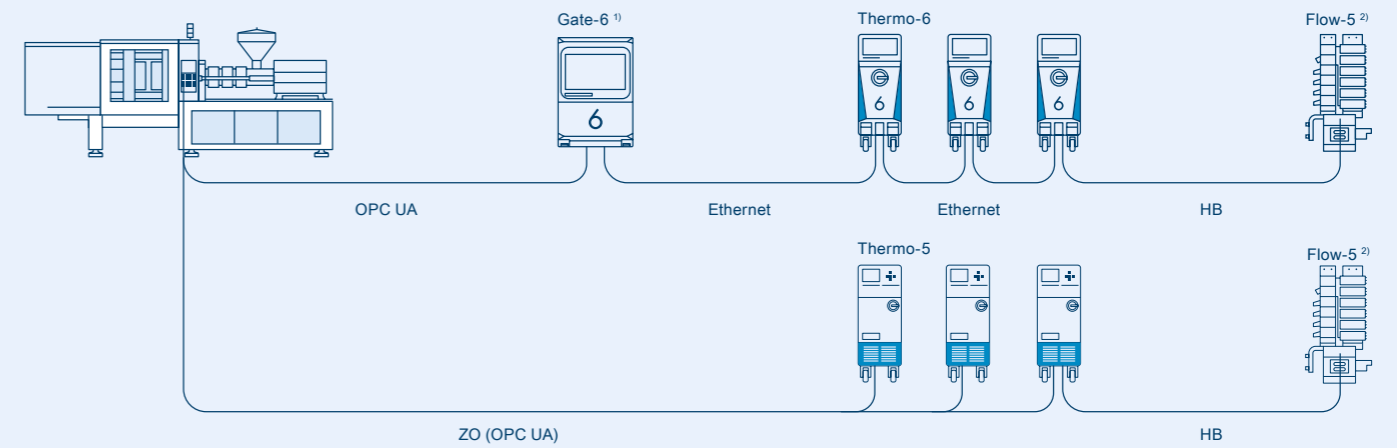 Gate-6 1)
Thermo-6
Flow-5 2)
6
6
6
6
OPC UA
Ethernet
Ethernet
HB
Thermo-5
Flow-5 2)
ZO (OPC UA)
HB